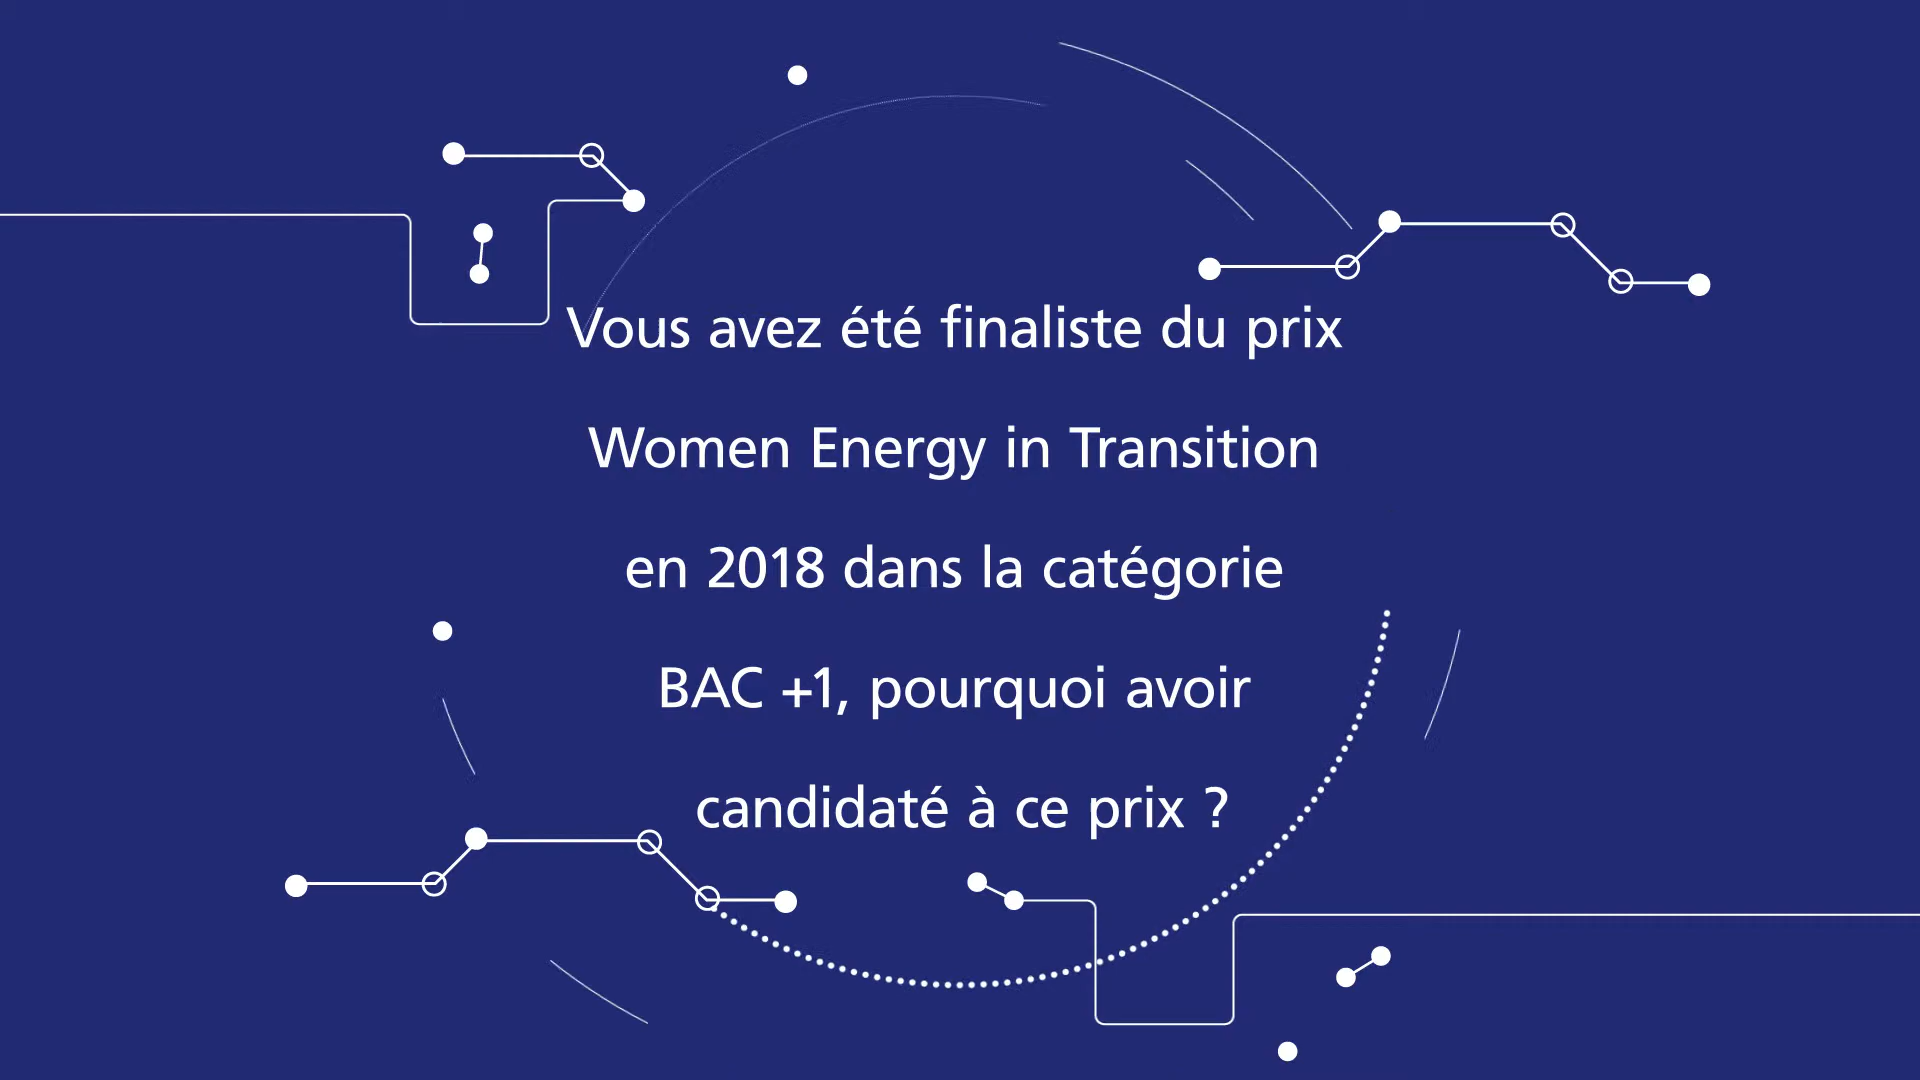 Vous avez été finaliste du prix
Women Energy in Transition
en 2018 dans la catégorie
BAC +1, pourquoi avoir
candidaté à ce prix ?